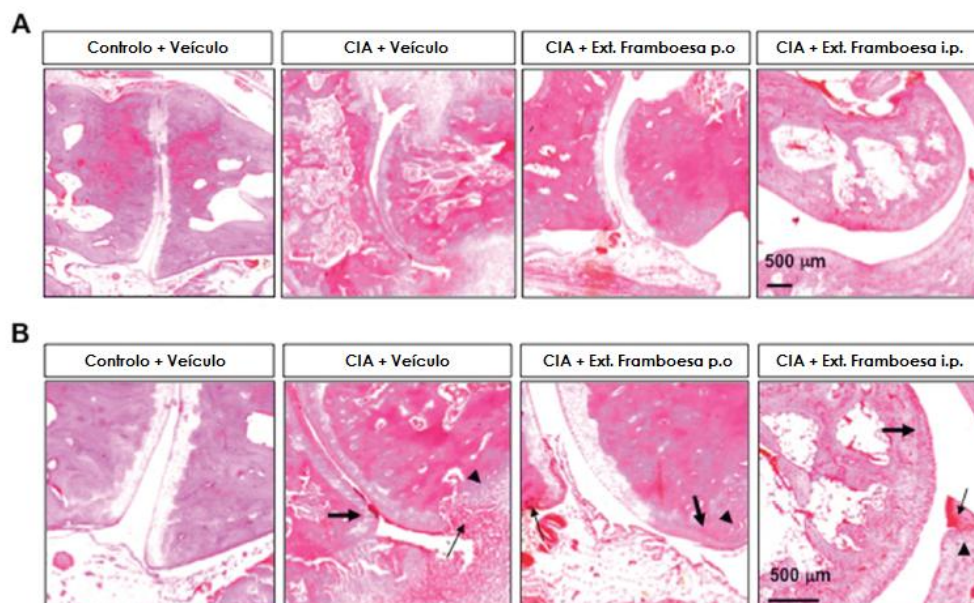 A
Controlo + Veículo
CIA + Veículo
CIA + Ext. Framboesa p.o
CIA + Ext. Framboesa i.p.
500 µm
B
Controlo + Veículo
CIA + Veículo
CIA + Ext. Framboesa p.o
CIA + Ext. Framboesa i.p.
500 µm